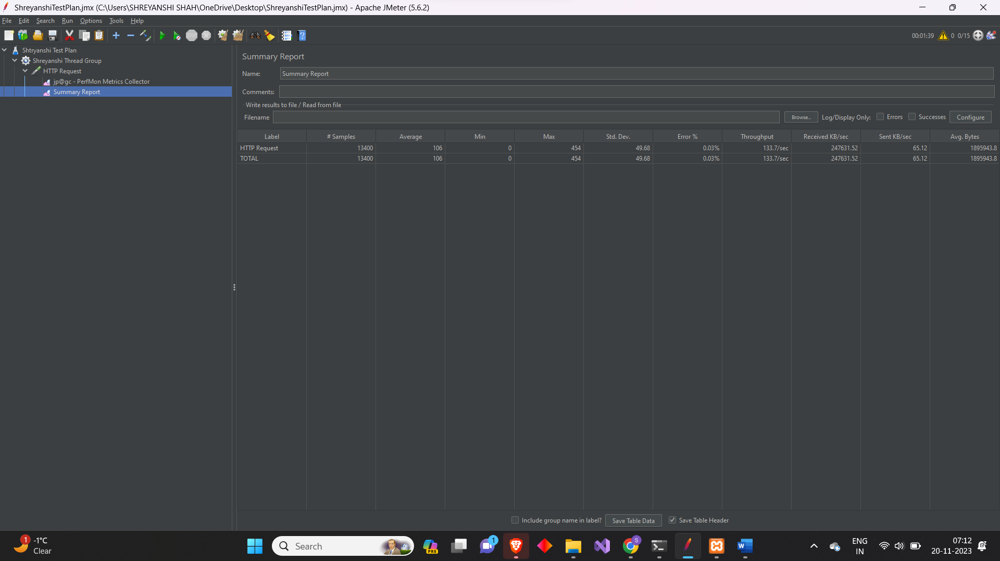 ShreyanshiTestPlan.jmx (C:\Users\SHREYANSHI SHAH\OneDrive\Desktop\ShreyanshiTestPlan.jmx) - Apache JMeter (5.6.2)
File Edit Search Run Options Tools Help
00:01:39 0 0/15
Shtryanshi Test Plan
Shreyanshi Thread Group
HTTP Request
jp@gc - PerfMon Metrics Collector
Summary Report
Summary Report
Name: Summary Report
Comments:
Write results to file / Read from file
Filename Browse... Log/Display Only: Errors Successes Configure
Label # Samples Average Min Max Std. Dev. Error % Throughput Received KB/sec Sent KB/sec Avg. Bytes
HTTP Request 13400 106 0 454 49.68 0.03% 133.7/sec 247631.52 65.12 1895943.8
TOTAL 13400 106 0 454 49.68 0.03% 133.7/sec 247631.52 65.12 1895943.8
Include group name in label? Save Table Data Save Table Header
1 -1°C
Clear
Search
PRE
1
S
ENG
IN
07:12
20-11-2023